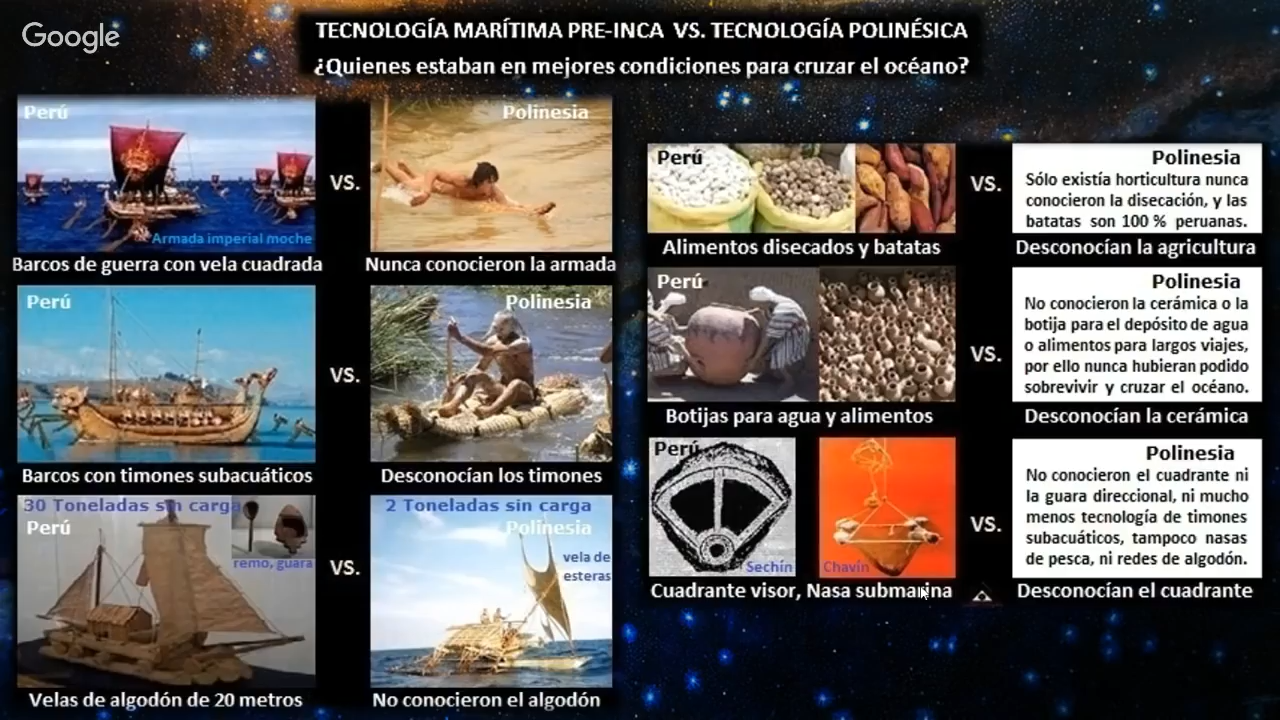 Google
TECNOLOGÍA MARÍTIMA PRE-INCA VS. TECNOLOGÍA POLINÉSICA
¿Quienes estaban en mejores condiciones para cruzar el océano?
Perú
Armada imperial moche
Barcos de guerra con vela cuadrada
VS.
Polinesia
Nunca conocieron la armada
Perú
Barcos con timones subacuáticos
VS.
Polinesia
Desconocían los timones
30 Toneladas sin carga
Perú
remo, guara
Velas de algodón de 20 metros
VS.
2 Toneladas sin carga
Polinesia
vela de
esteras
No conocieron el algodón
Perú
Alimentos disecados y batatas
VS.
Polinesia
Sólo existía horticultura nunca
conocieron la disecación, y las
batatas son 100 % peruanas.
Desconocían la agricultura
Perú
Botijas para agua y alimentos
VS.
Polinesia
No conocieron la cerámica o la
botija para el depósito de agua
o alimentos para largos viajes,
por ello nunca hubieran podido
sobrevivir y cruzar el océano.
Desconocían la cerámica
Perú
Sechín
Chavín
Cuadrante visor, Nasa submarina
VS.
Polinesia
No conocieron el cuadrante ni
la guara direccional, ni mucho
menos tecnología de timones
subacuáticos, tampoco nasas
de pesca, ni redes de algodón.
Desconocían el cuadrante